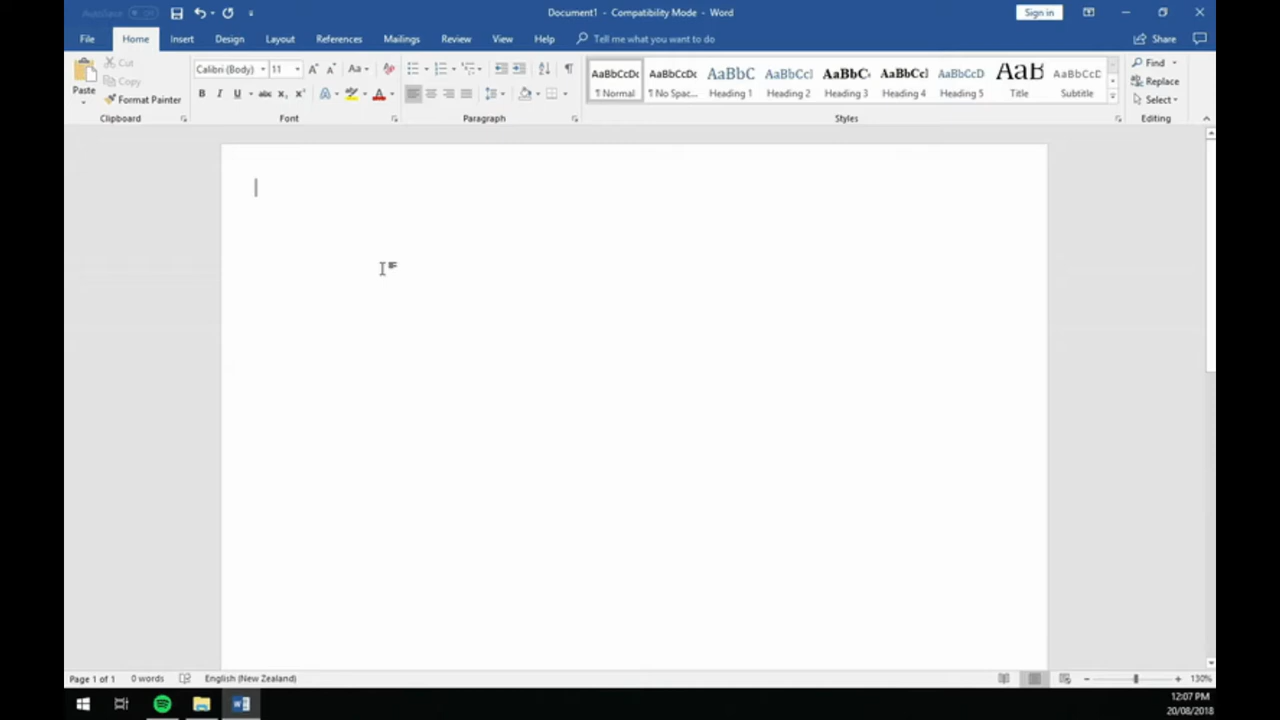 AutoSave Off
Document1 - Compatibility Mode - Word
Sign in
File Home Insert Design Layout References Mailings Review View Help Tell me what you want to do Share
Paste
Cut
Copy
Format Painter
Clipboard
Calibri (Body) 11
Font
Paragraph
AaBbCcDc AaBbCcDc AaBbC AaBbCcl AaBbC AaBbCcl AaBbCcD AaB AaBbCcD
¶ Normal ¶ No Spac... Heading 1 Heading 2 Heading 3 Heading 4 Heading 5 Title Subtitle
Styles
Find
Replace
Select
Editing
Page 1 of 1 0 words English (New Zealand) 130%
12:07 PM
20/08/2018